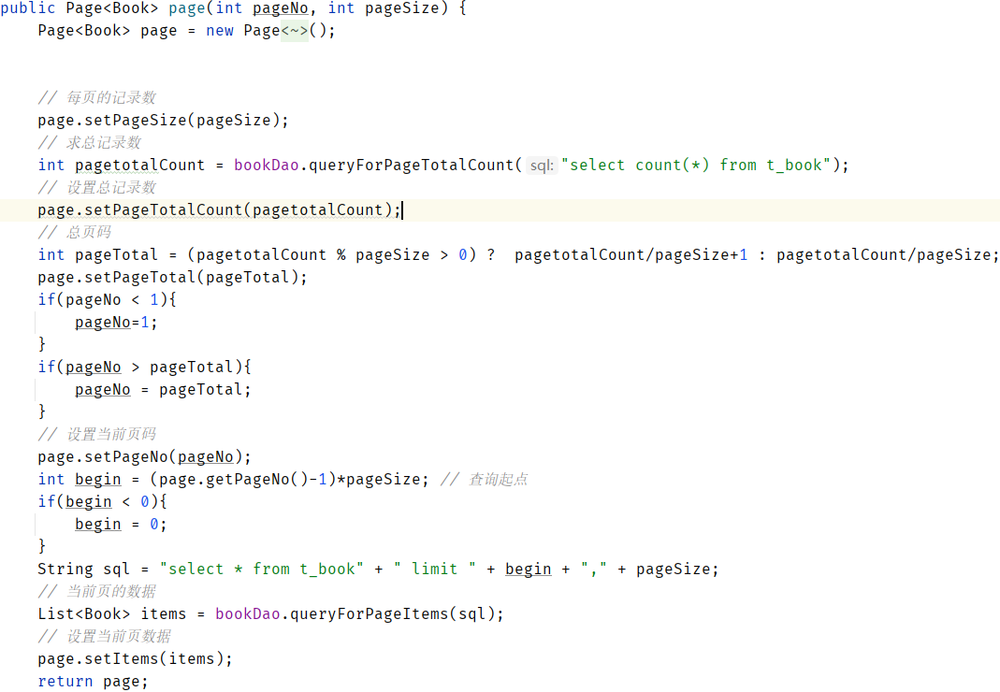 public Page<Book> page(int pageNo, int pageSize) {
    Page<Book> page = new Page<~>();
    // 每页的记录数
    page.setPageSize(pageSize);
    // 求总记录数
    int pagetotalCount = bookDao.queryForPageTotalCount( sql: "select count(*) from t_book");
    // 设置总记录数
    page.setPageTotalCount(pagetotalCount);
    // 总页码
    int pageTotal = (pagetotalCount % pageSize > 0) ?  pagetotalCount/pageSize+1 : pagetotalCount/pageSize;
    page.setPageTotal(pageTotal);
    if(pageNo < 1){
        pageNo=1;
    }
    if(pageNo > pageTotal){
        pageNo = pageTotal;
    }
    // 设置当前页码
    page.setPageNo(pageNo);
    int begin = (page.getPageNo()-1)*pageSize; // 查询起点
    if(begin < 0){
        begin = 0;
    }
    String sql = "select * from t_book" + " limit " + begin + "," + pageSize;
    // 当前页的数据
    List<Book> items = bookDao.queryForPageItems(sql);
    // 设置当前页数据
    page.setItems(items);
    return page;